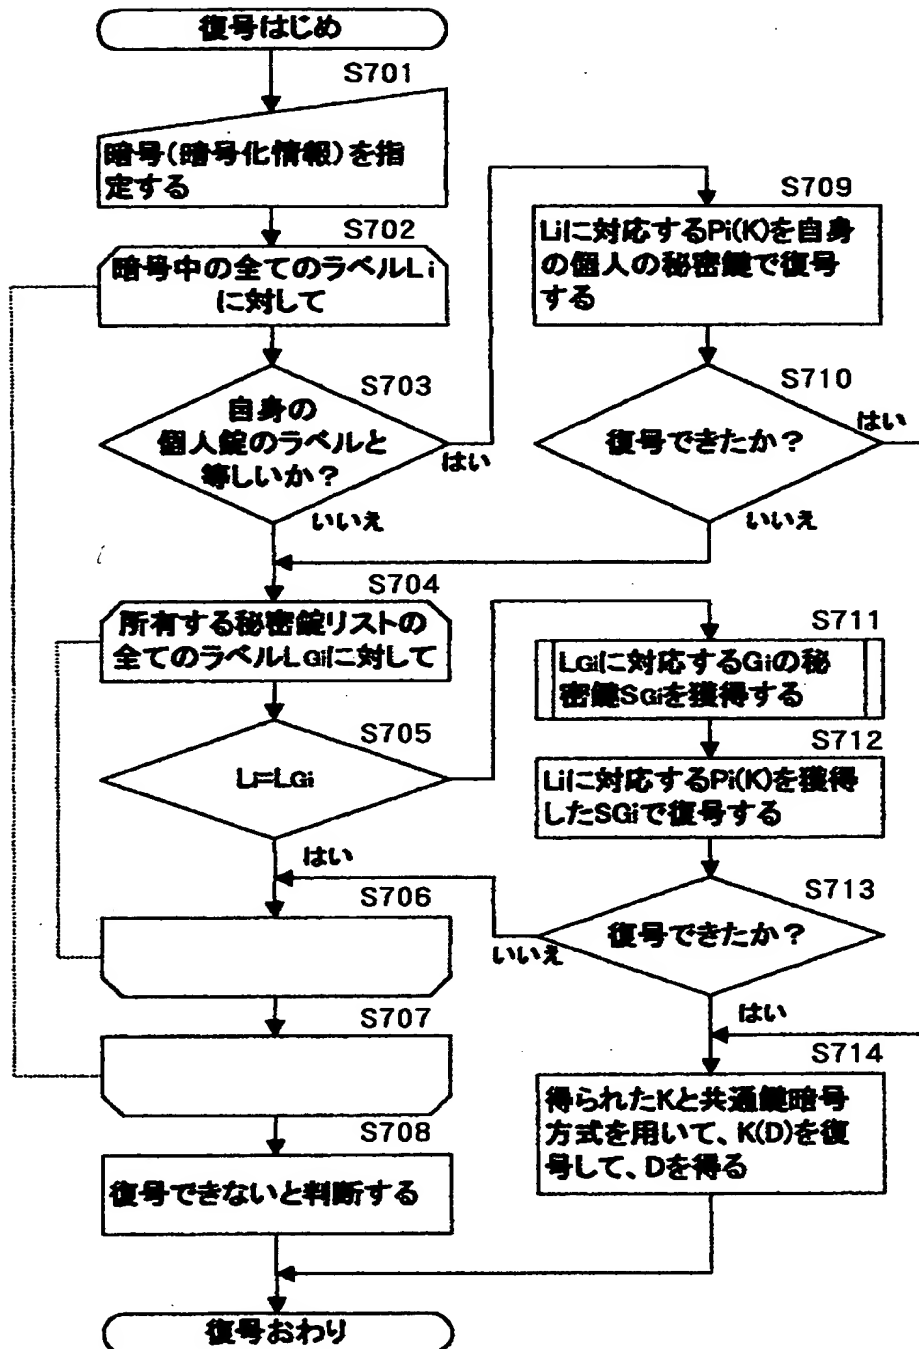 復号はじめ
S701
暗号(暗号化情報)を指
定する
S702
暗号中の全てのラベルLi
に対して
S703
自身の
個人錠のラベルと
等しいか?
はい
いいえ
S709
Liに対応するPi(K)を自身
の個人の秘密鍵で復号
する
S710
復号できたか?
はい
いいえ
S704
所有する秘密錠リストの
全てのラベルLGiに対して
S705
Li=LGi
はい
S711
LGiに対応するGiの秘
密鍵SGiを獲得する
S712
Liに対応するPi(K)を獲得
したSGiで復号する
S713
復号できたか?
いいえ
はい
S706
S707
S708
復号できないと判断する
S714
得られたKと共通鍵暗号
方式を用いて、K(D)を復
号して、Dを得る
復号おわり